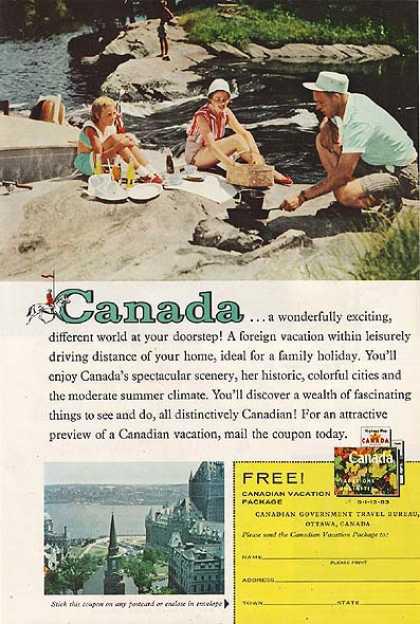 Canada ... a wonderfully exciting,
different world at your doorstep! A foreign vacation within leisurely
driving distance of your home, ideal for a family holiday. You'll
enjoy Canada's spectacular scenery, her historic, colorful cities and
the moderate summer climate. You'll discover a wealth of fascinating
things to see and do, all distinctively Canadian! For an attractive
preview of a Canadian vacation, mail the coupon today.
CANADA
Canada
VACATIONS
FREE!
CANADIAN VACATION
PACKAGE
CANADIAN GOVERNMENT TRAVEL BUREAU,
OTTAWA, CANADA
Please send the Canadian Vacation Package to:
NAME
PLEASE PRINT
ADDRESS
TOWN STATE
Stick this coupon on any postcard or enclose in envelope